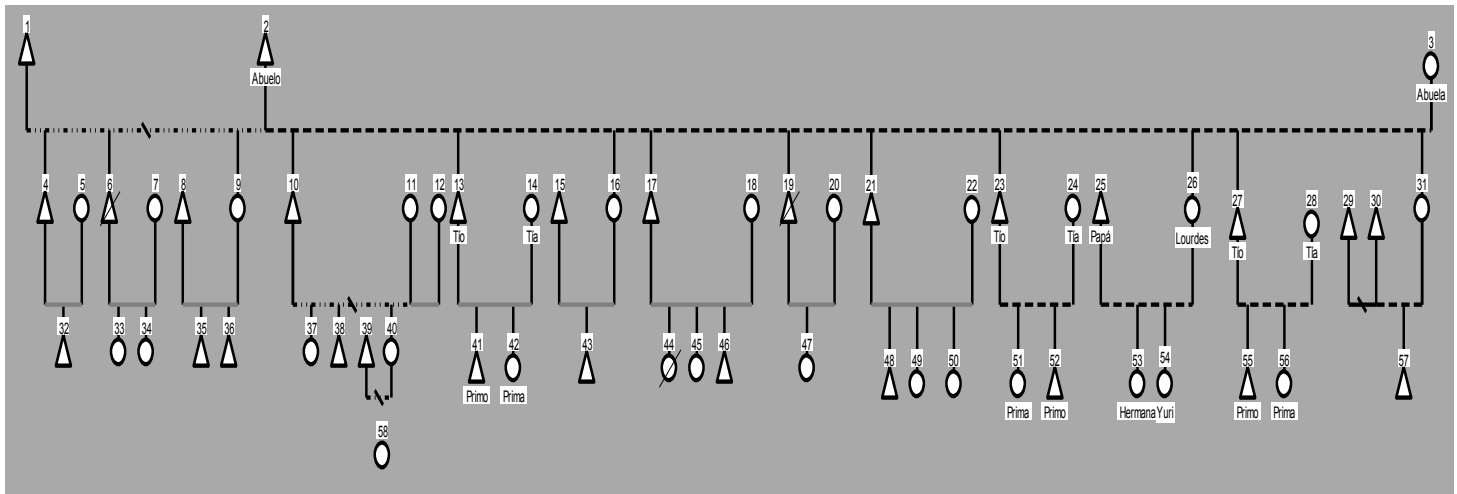 1 2 3
Abuelo
Abuela
4 5 6 7 8 9 10 11 12 13 14 15 16 17 18 19 20 21 22 23 24 25 26 27 28 29 30 31
Tío Tía Tío Tía Papá Lourdes Tío Tía
32 33 34 35 36 37 38 39 40 41 42 43 44 45 46 47 48 49 50 51 52 53 54 55 56 57
Primo Prima Prima Primo Hermana Yuri Primo Prima
58